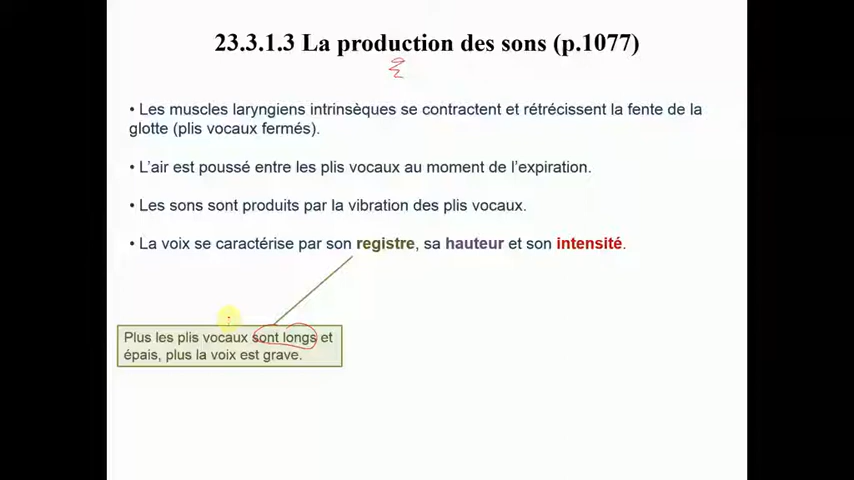 23.3.1.3 La production des sons (p.1077)
• Les muscles laryngiens intrinsèques se contractent et rétrécissent la fente de la
glotte (plis vocaux fermés).
• L'air est poussé entre les plis vocaux au moment de l'expiration.
• Les sons sont produits par la vibration des plis vocaux.
• La voix se caractérise par son registre, sa hauteur et son intensité.
Plus les plis vocaux sont longs et
épais, plus la voix est grave.